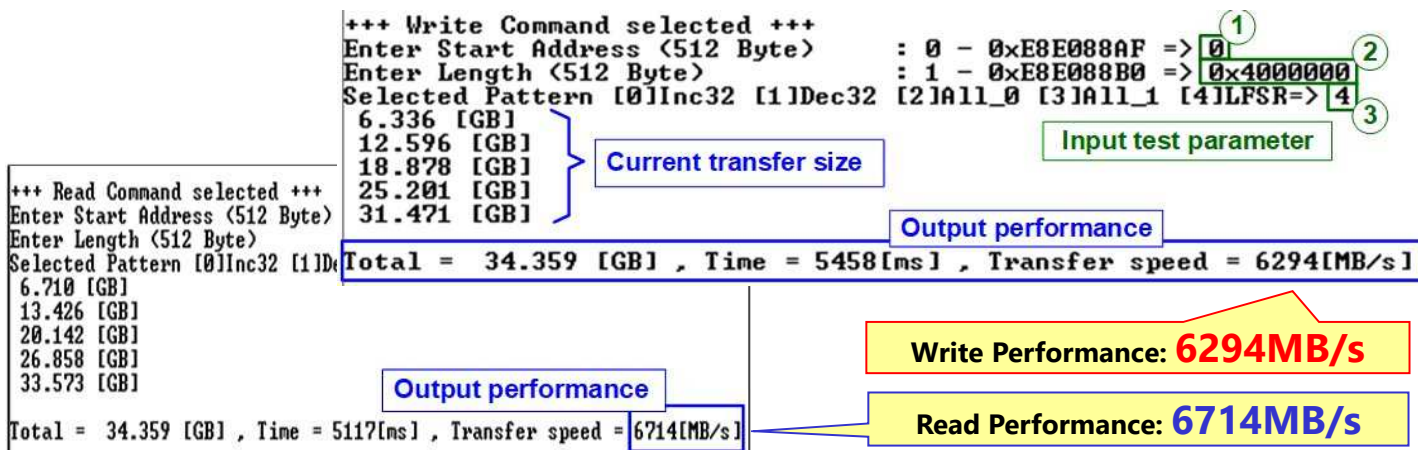 +++ Write Command selected +++
Enter Start Address (512 Byte) : 0 - 0xE8E088AF => 0
Enter Length (512 Byte) : 1 - 0xE8E088B0 => 0x4000000
Selected Pattern [0]Inc32 [1]Dec32 [2]All_0 [3]All_1 [4]LFSR=> 4
1
2
3
Input test parameter
6.336 [GB]
12.596 [GB]
18.878 [GB]
25.201 [GB]
31.471 [GB]
Current transfer size
Output performance
Total = 34.359 [GB] , Time = 5458[ms] , Transfer speed = 6294[MB/s]
Write Performance: 6294MB/s
+++ Read Command selected +++
Enter Start Address (512 Byte)
Enter Length (512 Byte)
Selected Pattern [0]Inc32 [1]De
6.710 [GB]
13.426 [GB]
20.142 [GB]
26.858 [GB]
33.573 [GB]
Output performance
Total = 34.359 [GB] , Time = 5117[ms] , Transfer speed = 6714[MB/s]
Read Performance: 6714MB/s